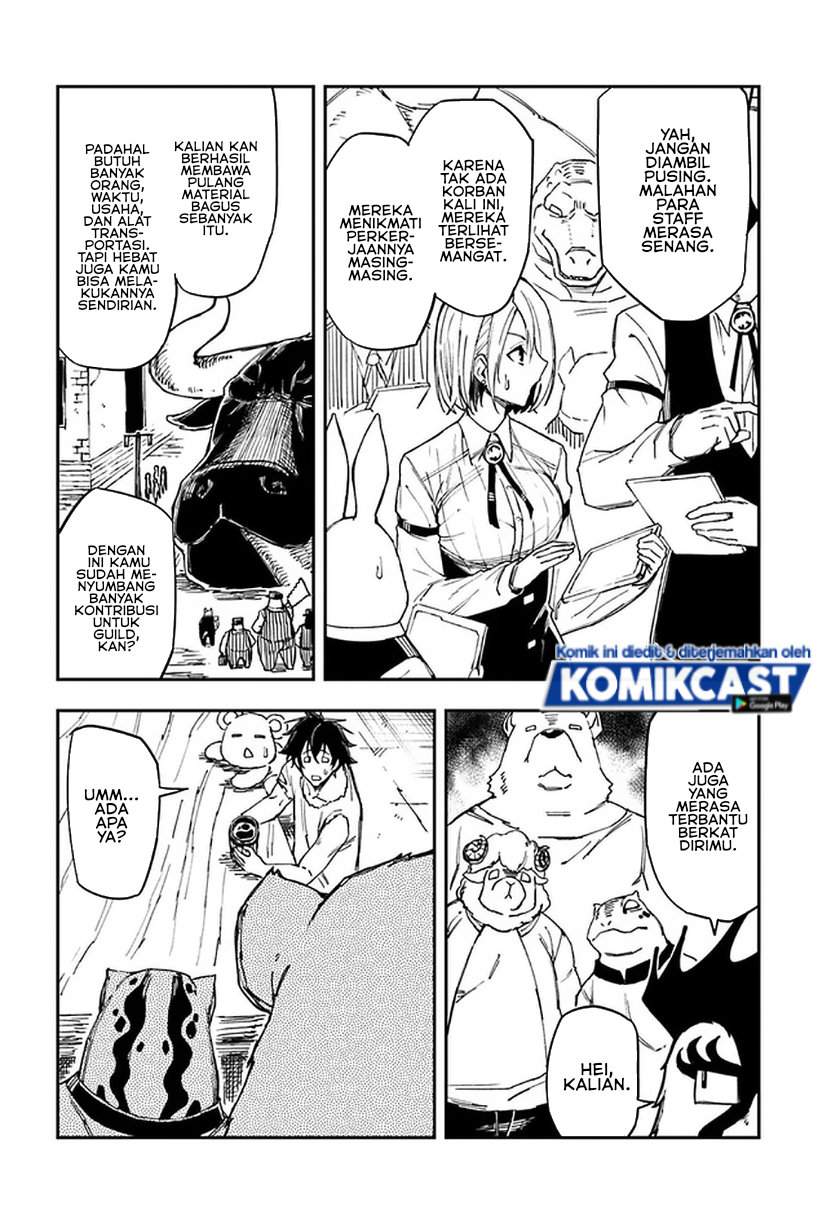 YAH,
JANGAN
DIAMBIL
PUSING.
MALAHAN
PARA
STAFF
MERASA
SENANG.
KARENA
TAK ADA
KORBAN
KALI INI,
MEREKA
TERLIHAT
BERSE-
MANGAT.
MEREKA
MENIKMATI
PERKER-
JAANNYA
MASING-
MASING.
KALIAN KAN
BERHASIL
MEMBAWA
PULANG
MATERIAL
BAGUS
SEBANYAK
ITU.
PADAHAL
BUTUH
BANYAK
ORANG,
WAKTU,
USAHA,
DAN ALAT
TRANS-
PORTASI.
TAPI HEBAT
JUGA KAMU
BISA MELA-
KUKANNYA
SENDIRIAN.
DENGAN
INI KAMU
SUDAH ME-
NYUMBANG
BANYAK
KONTRIBUSI
UNTUK
GUILD,
KAN?
Komik ini diedit & diterjemahkan oleh
KOMIKCAST
Google Play
ADA
JUGA
YANG
MERASA
TERBANTU
BERKAT
DIRIMU.
HEI,
KALIAN.
UMM...
ADA
APA
YA?